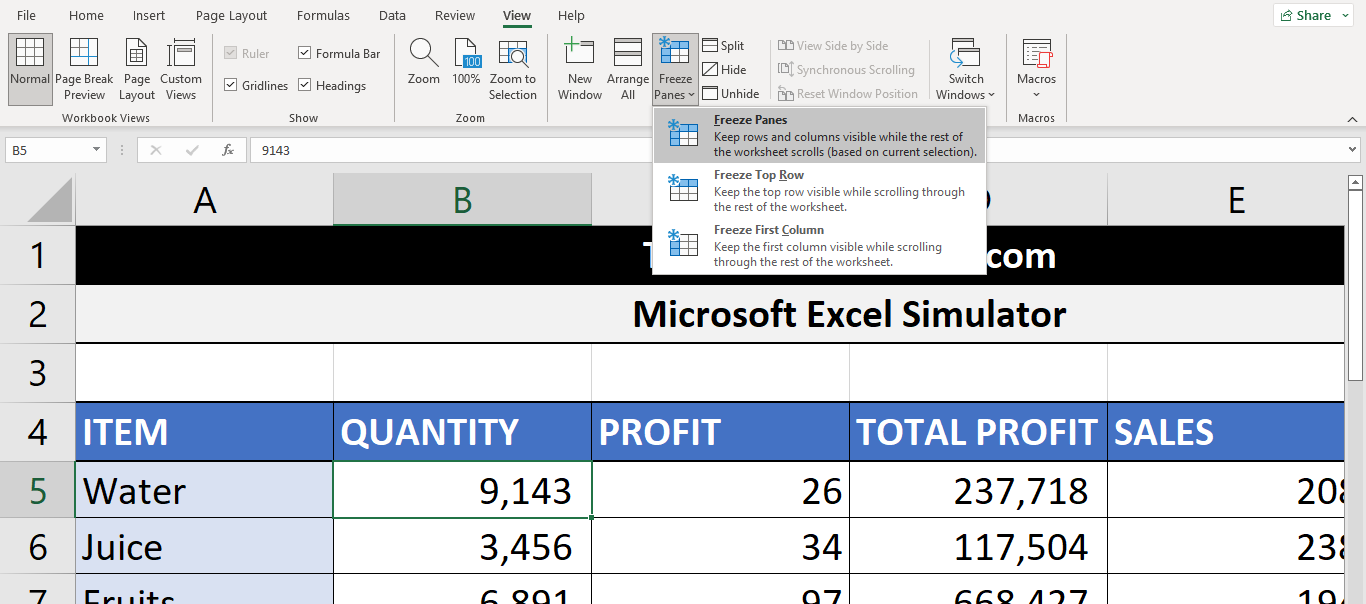 File Home Insert Page Layout Formulas Data Review View Help Share
Normal
Page Break
Preview
Page
Layout
Custom
Views
Workbook Views
Ruler
Formula Bar
Gridlines
Headings
Show
Zoom
100
100%
Zoom to
Selection
Zoom
New
Window
Arrange
All
Freeze
Panes
Split
Hide
Unhide
View Side by Side
Synchronous Scrolling
Reset Window Position
Switch
Windows
Macros
Macros
Freeze Panes
Keep rows and columns visible while the rest of
the worksheet scrolls (based on current selection).
Freeze Top Row
Keep the top row visible while scrolling through
the rest of the worksheet.
Freeze First Column
Keep the first column visible while scrolling
through the rest of the worksheet.
B5 fx 9143
A B E
1 com
2 Microsoft Excel Simulator
3
4 ITEM QUANTITY PROFIT TOTAL PROFIT SALES
5 Water 9,143 26 237,718
6 Juice 3,456 34 117,504
7 Fruits 6,891 97 668,427